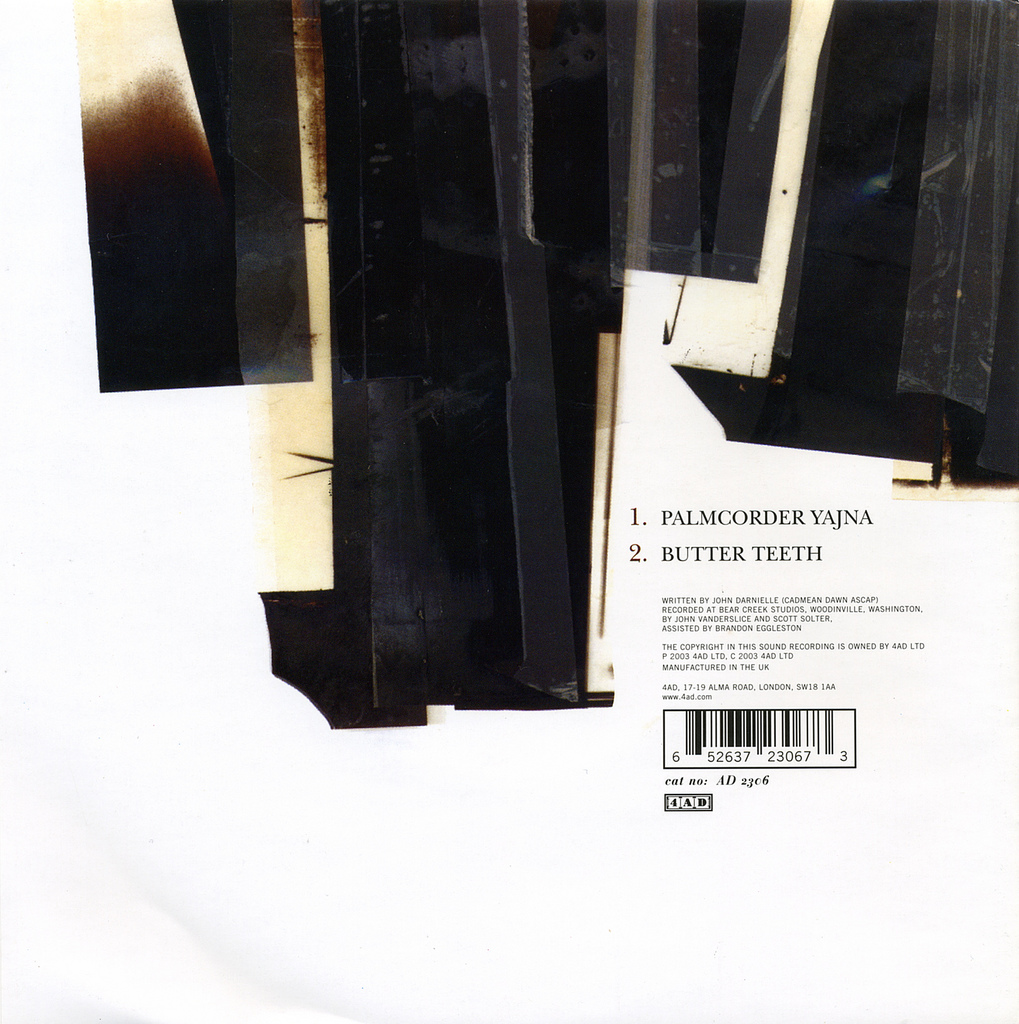 1. PALMCORDER YAJNA
2. BUTTER TEETH
WRITTEN BY JOHN DARNIELLE (CADMEAN DAWN ASCAP)
RECORDED AT BEAR CREEK STUDIOS, WOODINVILLE, WASHINGTON,
BY JOHN VANDERSLICE AND SCOTT SOLTER,
ASSISTED BY BRANDON EGGLESTON
THE COPYRIGHT IN THIS SOUND RECORDING IS OWNED BY 4AD LTD
P 2003 4AD LTD, C 2003 4AD LTD
MANUFACTURED IN THE UK
4AD, 17-19 ALMA ROAD, LONDON, SW18 1AA
www.4ad.com
6 52637 23067 3
cat no: AD 2306
4AD